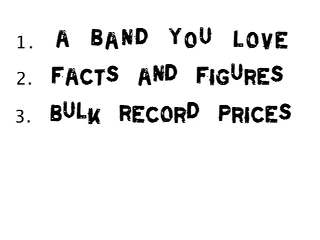 1. A BAND YOU LOVE
2. FACTS AND FIGURES
3. BULK RECORD PRICES